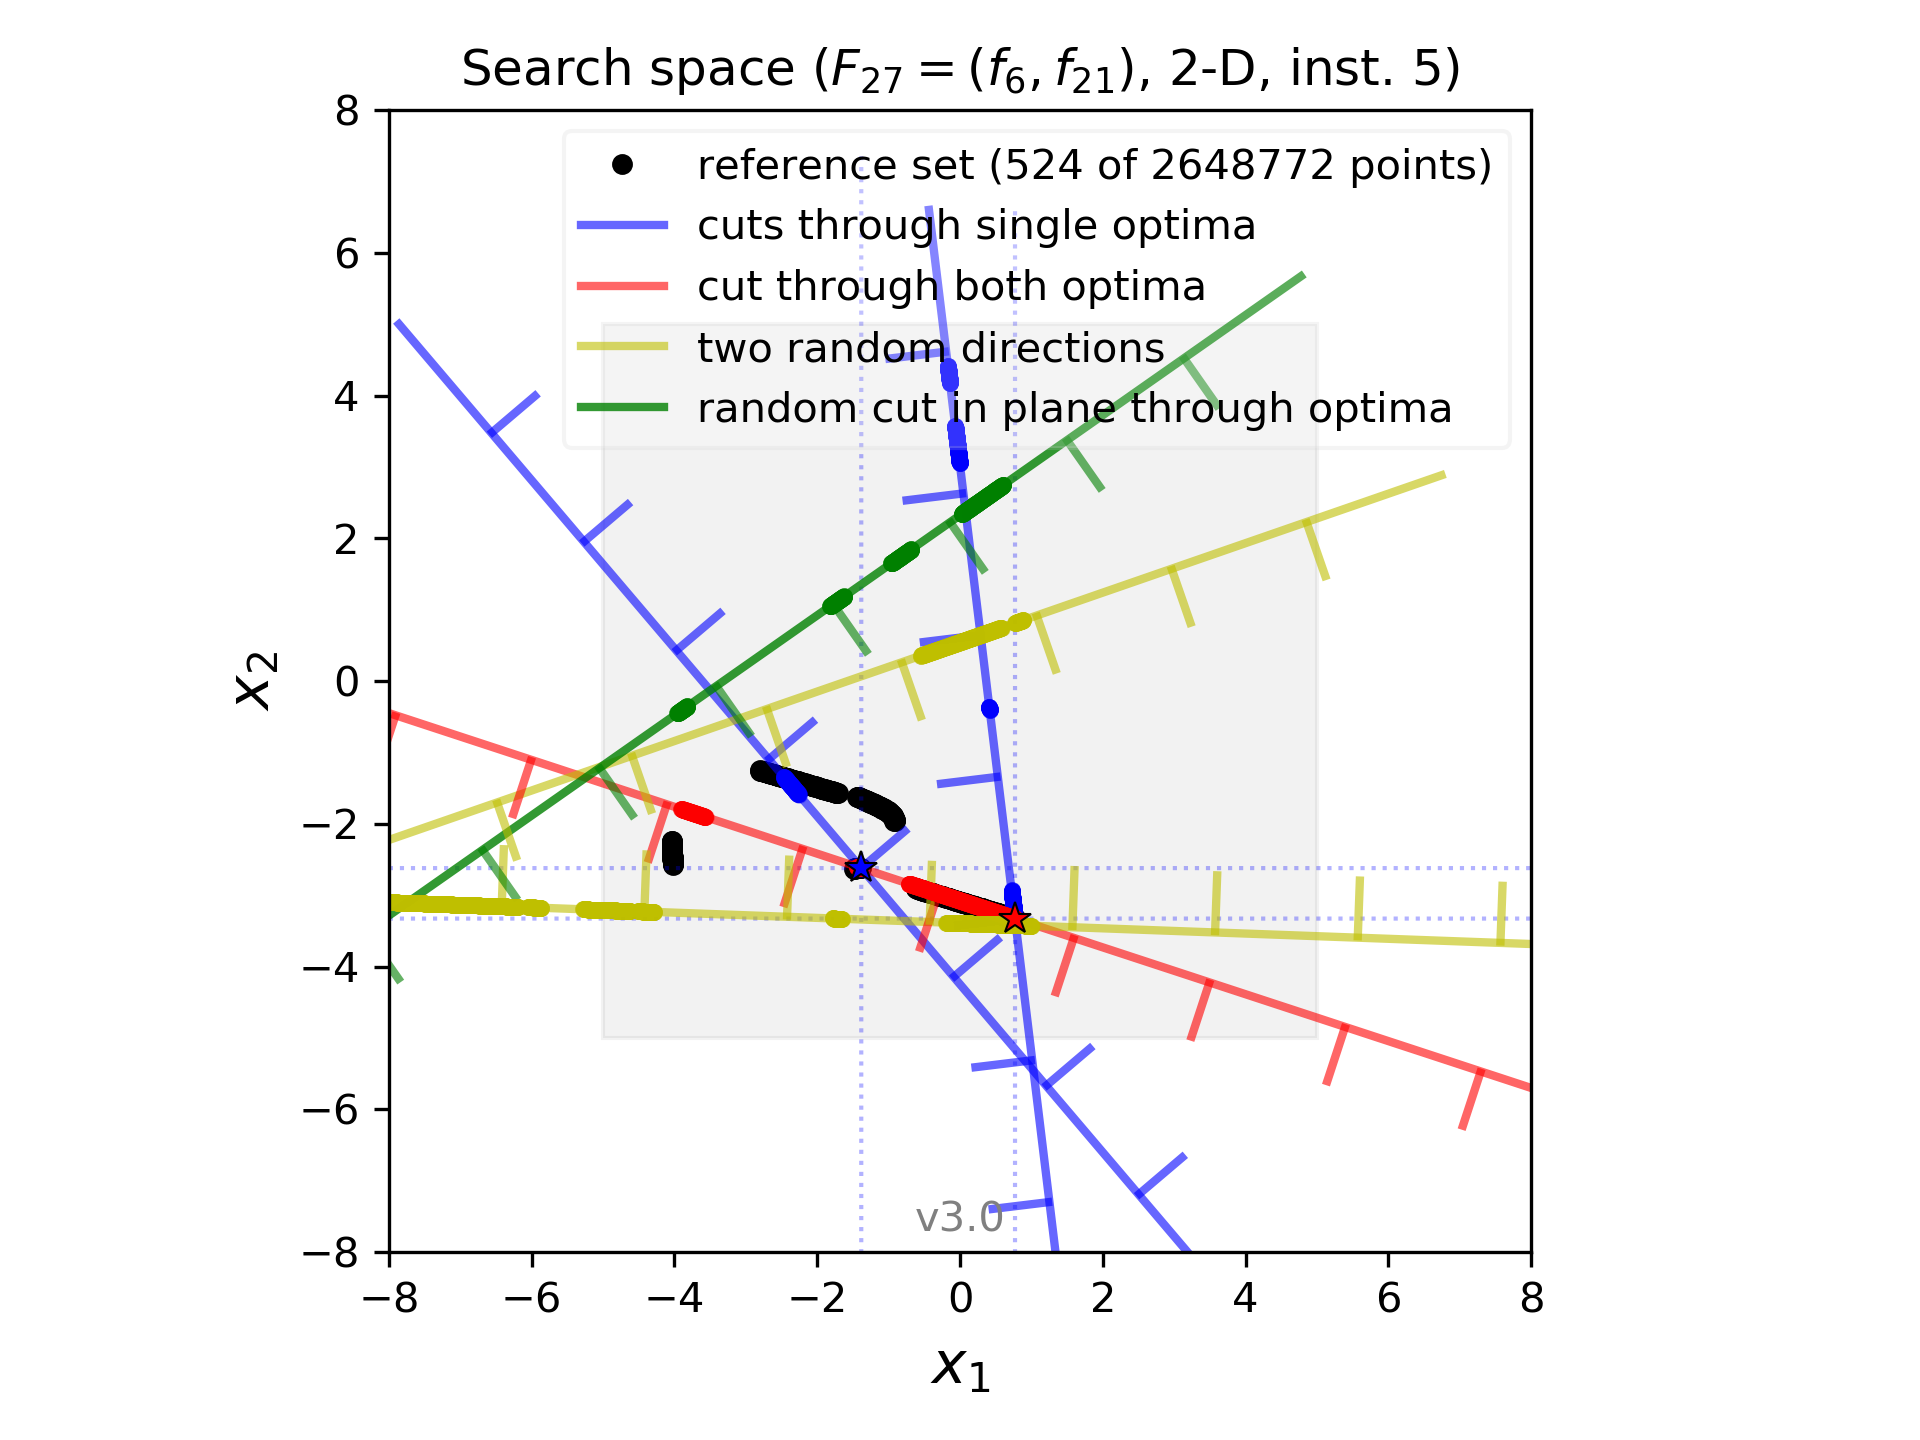 Search space (F27 = (f6, f21), 2-D, inst. 5)
reference set (524 of 2648772 points)
cuts through single optima
cut through both optima
two random directions
random cut in plane through optima
8
6
4
2
0
−2
−4
−6
−8
x2
v3.0
−8 −6 −4 −2 0 2 4 6 8
x1